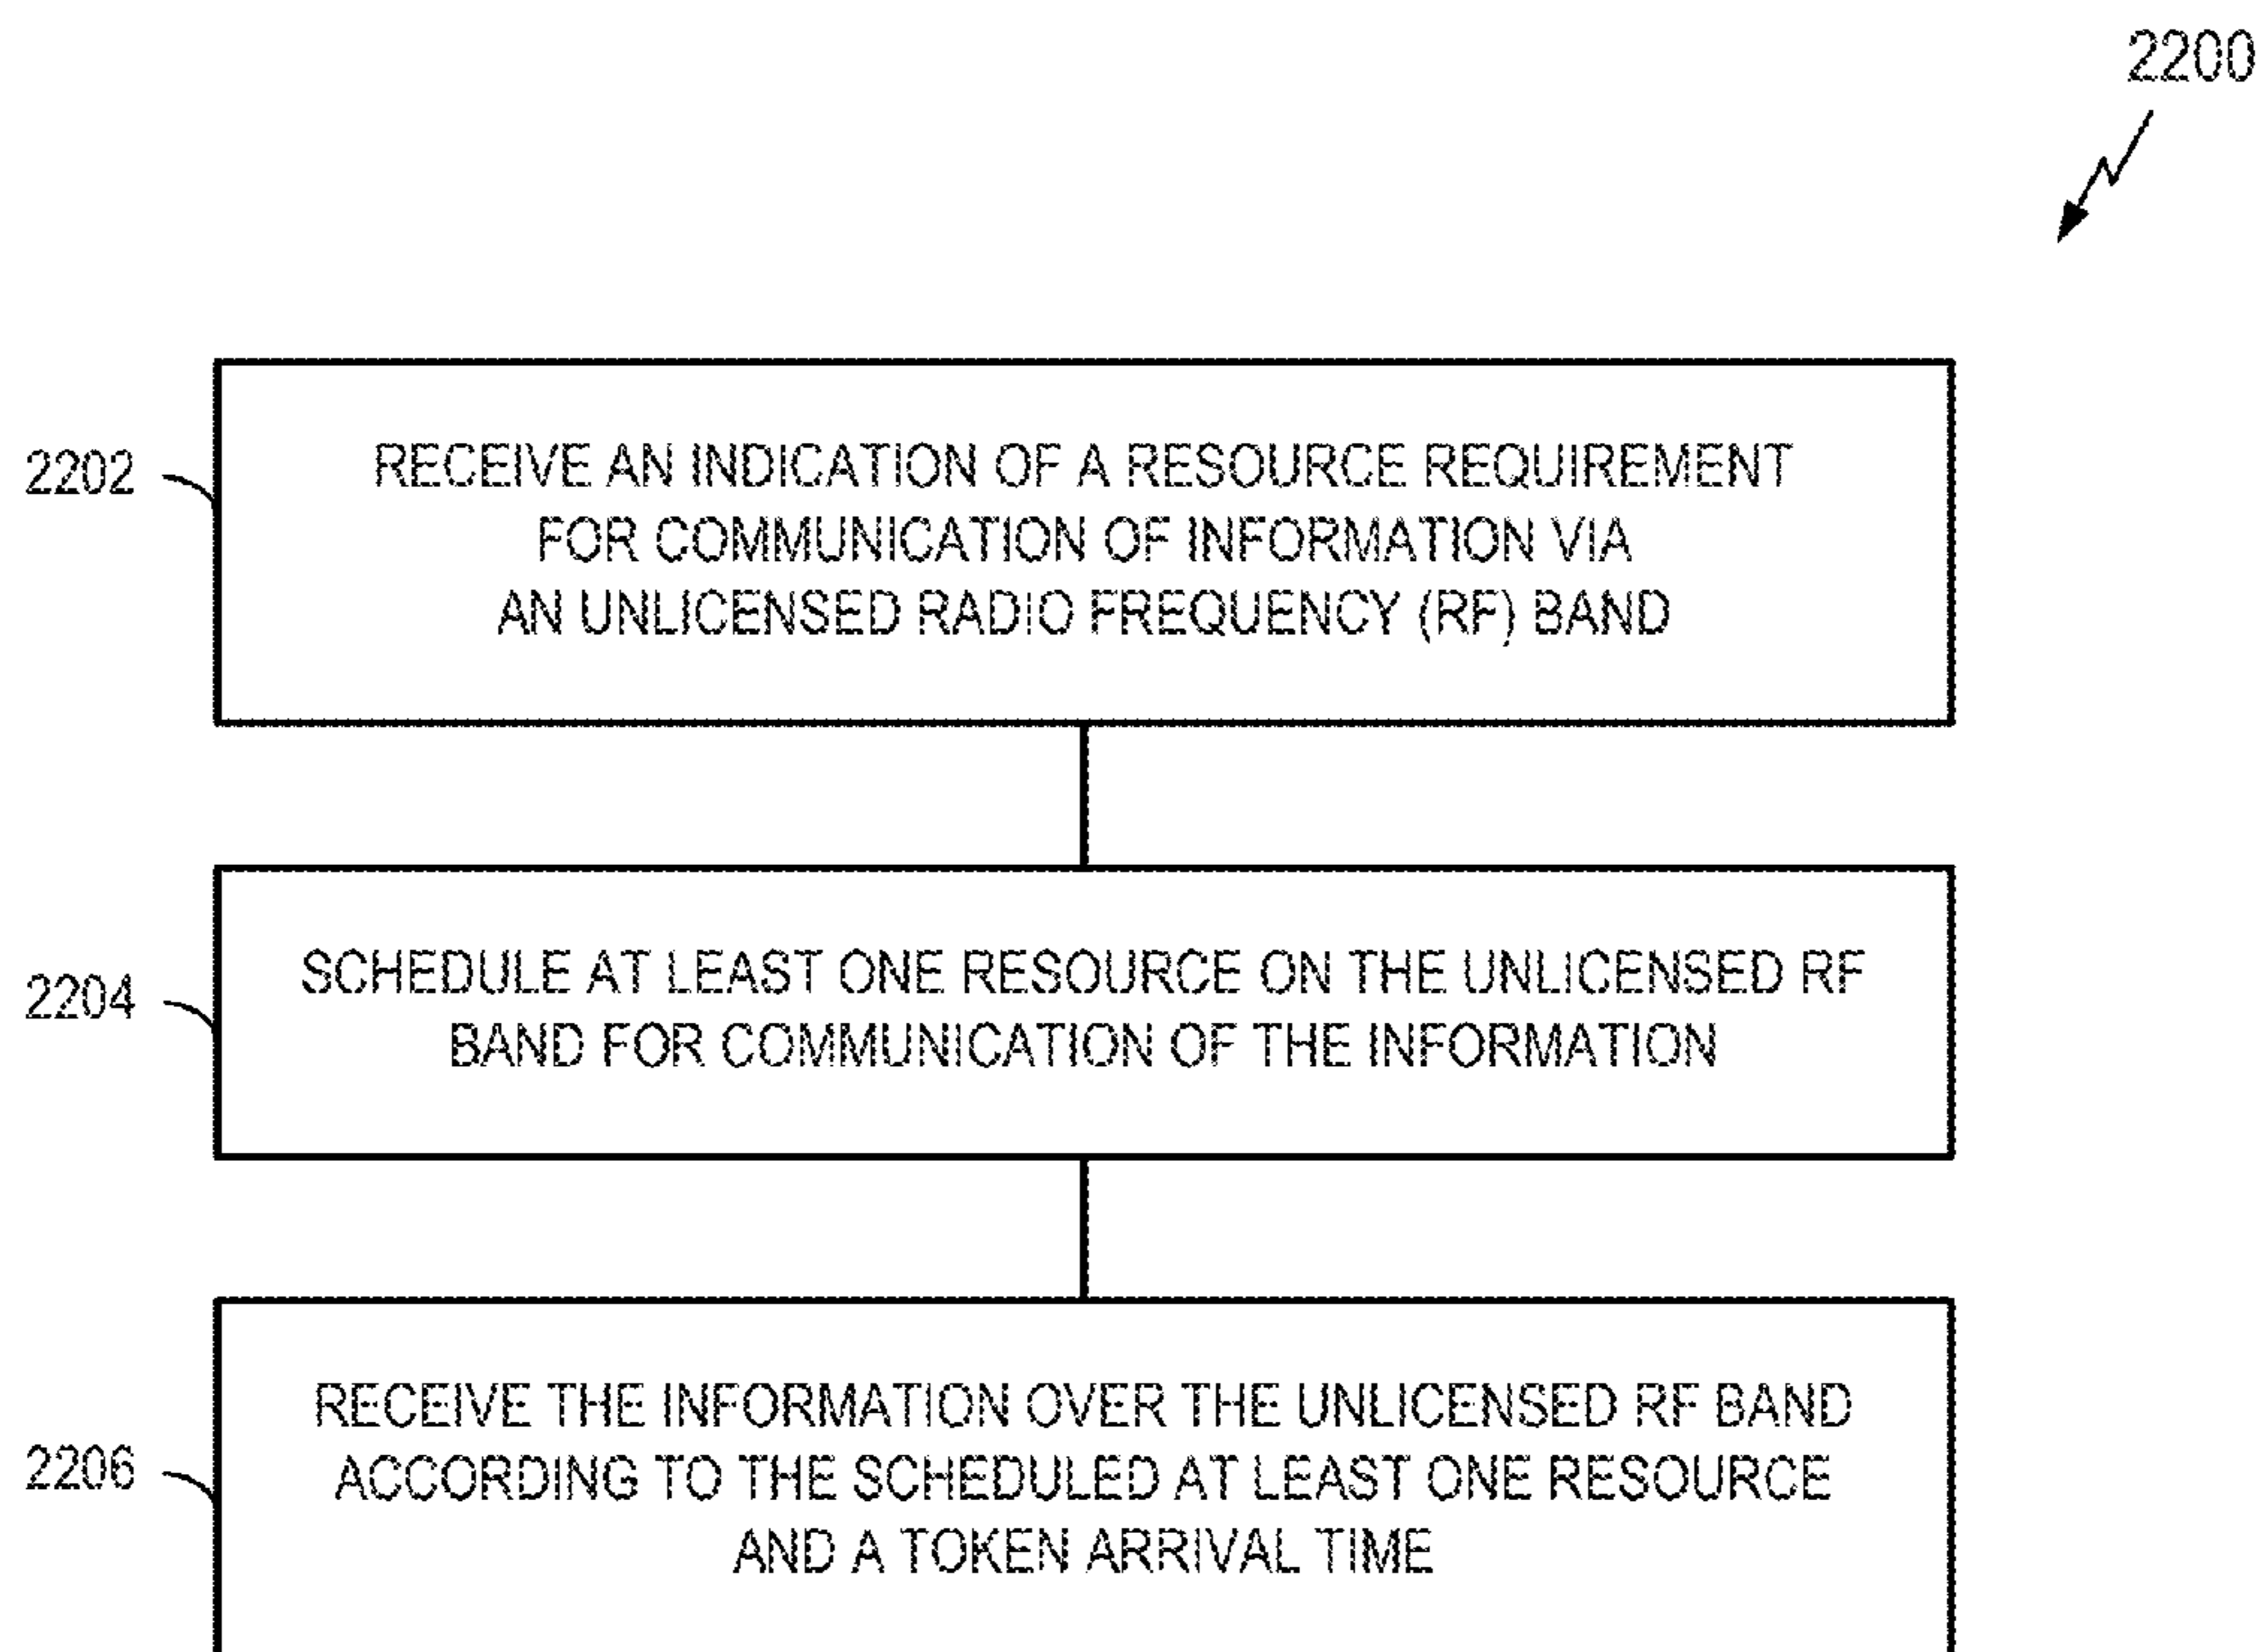 2200
2202
RECEIVE AN INDICATION OF A RESOURCE REQUIREMENT
FOR COMMUNICATION OF INFORMATION VIA
AN UNLICENSED RADIO FREQUENCY (RF) BAND
2204
SCHEDULE AT LEAST ONE RESOURCE ON THE UNLICENSED RF
BAND FOR COMMUNICATION OF THE INFORMATION
2206
RECEIVE THE INFORMATION OVER THE UNLICENSED RF BAND
ACCORDING TO THE SCHEDULED AT LEAST ONE RESOURCE
AND A TOKEN ARRIVAL TIME